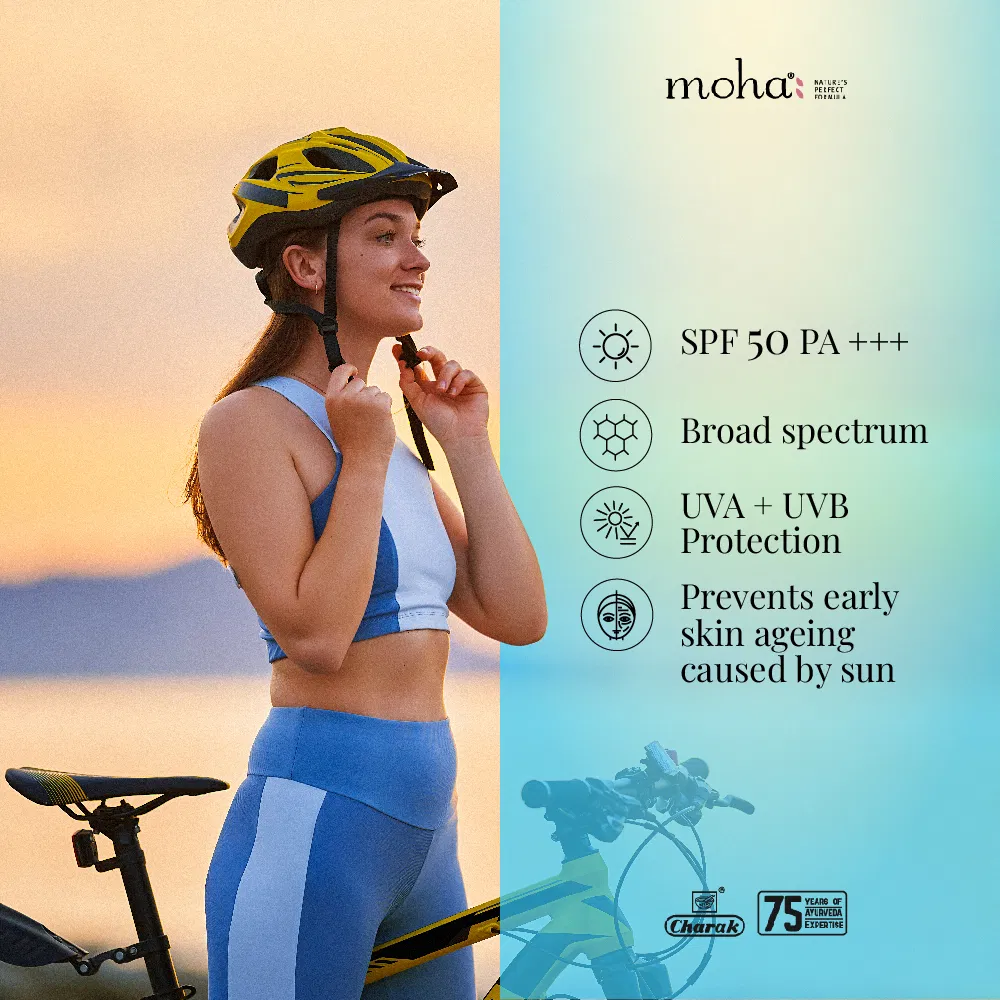 moha®
NATURE'S
PERFECT
FORMULA
SPF 50 PA +++
Broad spectrum
UVA + UVB
Protection
Prevents early
skin ageing
caused by sun
®
Charak
75 YEARS OF
AYURVEDA
EXPERTISE